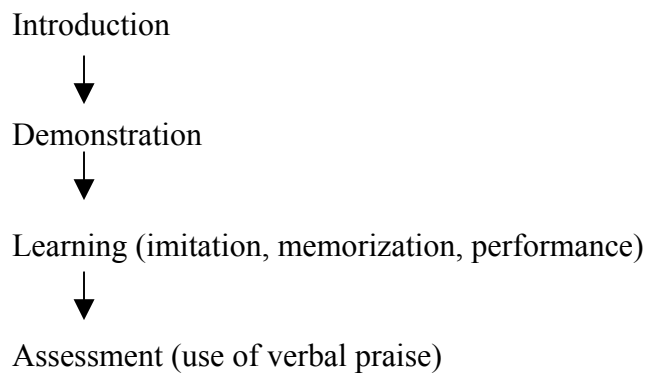 Introduction
Demonstration
Learning (imitation, memorization, performance)
Assessment (use of verbal praise)